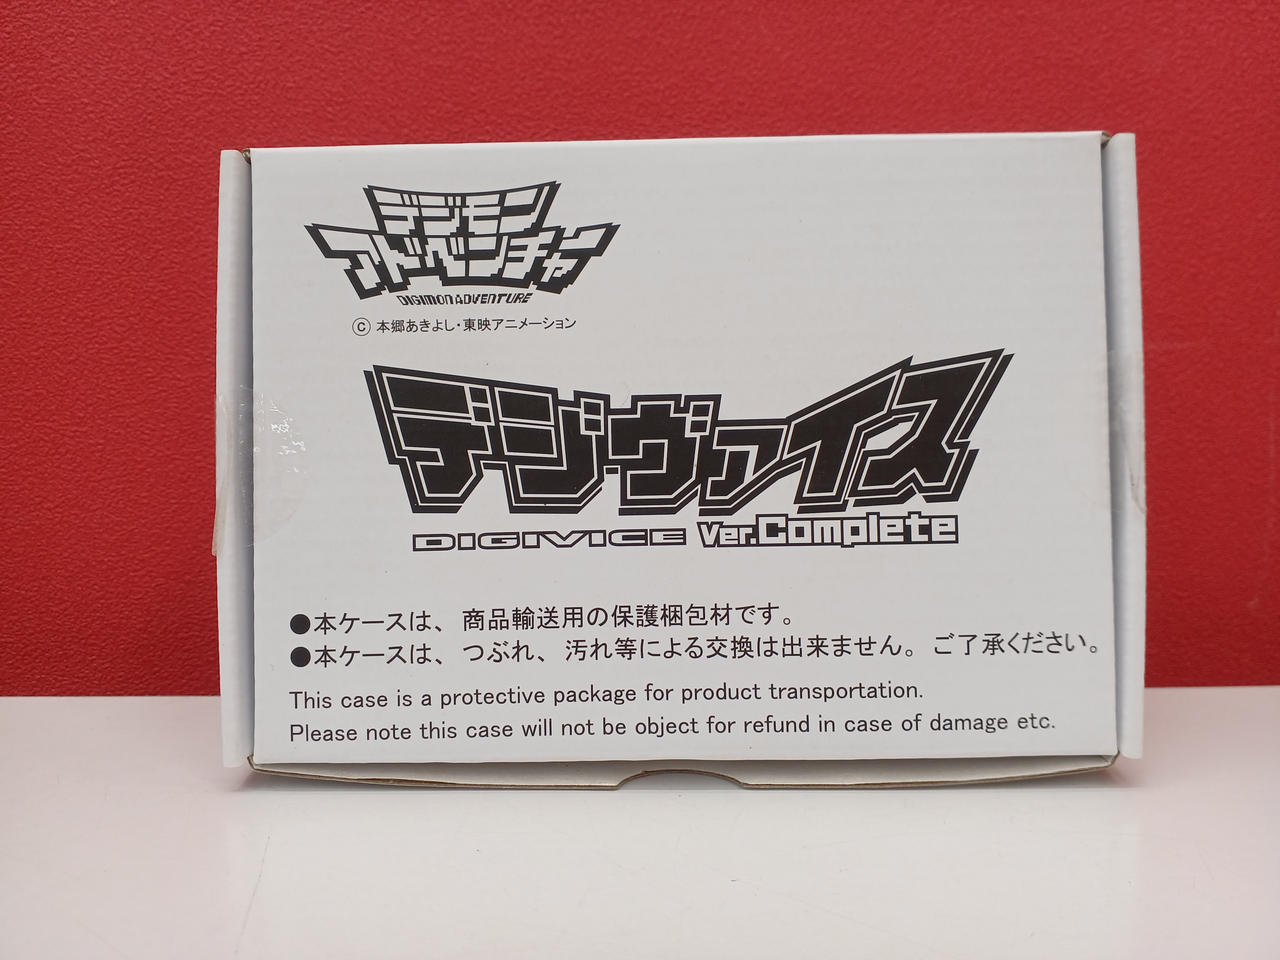 デジモン
アドベンチャー
DIGIMON ADVENTURE
Ⓒ 本郷あきよし・東映アニメーション
デジヴァイス
DIGIVICE Ver.Complete
●本ケースは、商品輸送用の保護梱包材です。
●本ケースは、つぶれ、汚れ等による交換は出来ません。ご了承ください。
This case is a protective package for product transportation.
Please note this case will not be object for refund in case of damage etc.